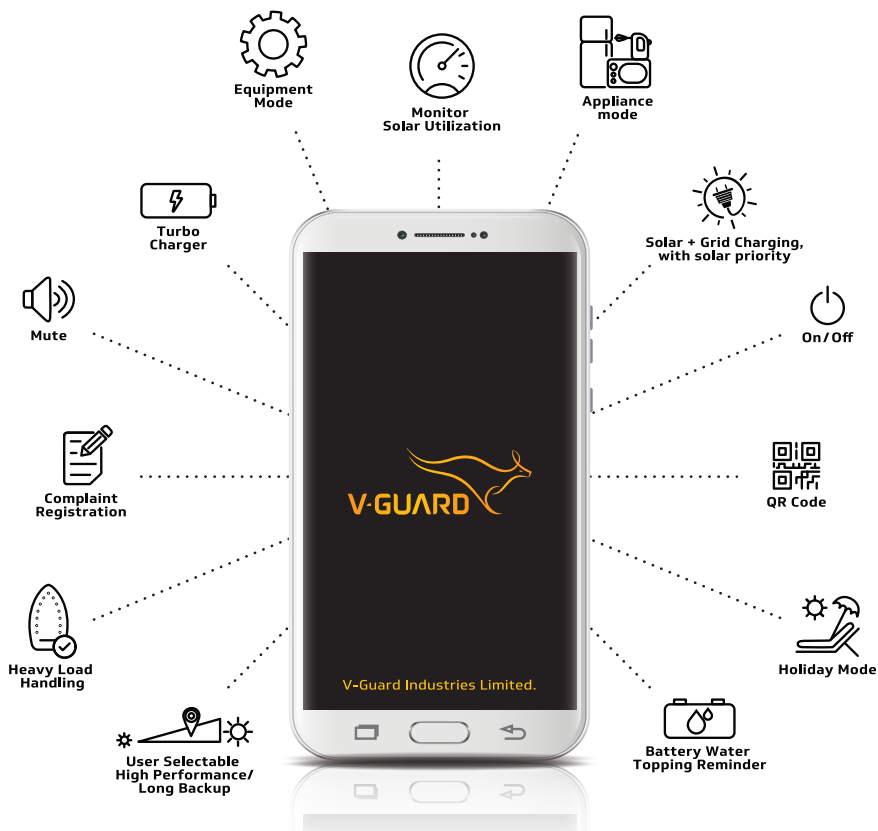 Equipment
Mode
Monitor
Solar Utilization
Appliance
mode
Turbo
Charger
Solar + Grid Charging,
with solar priority
Mute
On/Off
Complaint
Registration
QR Code
V-GUARD
Heavy Load
Handling
Holiday Mode
V-Guard Industries Limited.
User Selectable
High Performance/
Long Backup
Battery Water
Topping Reminder